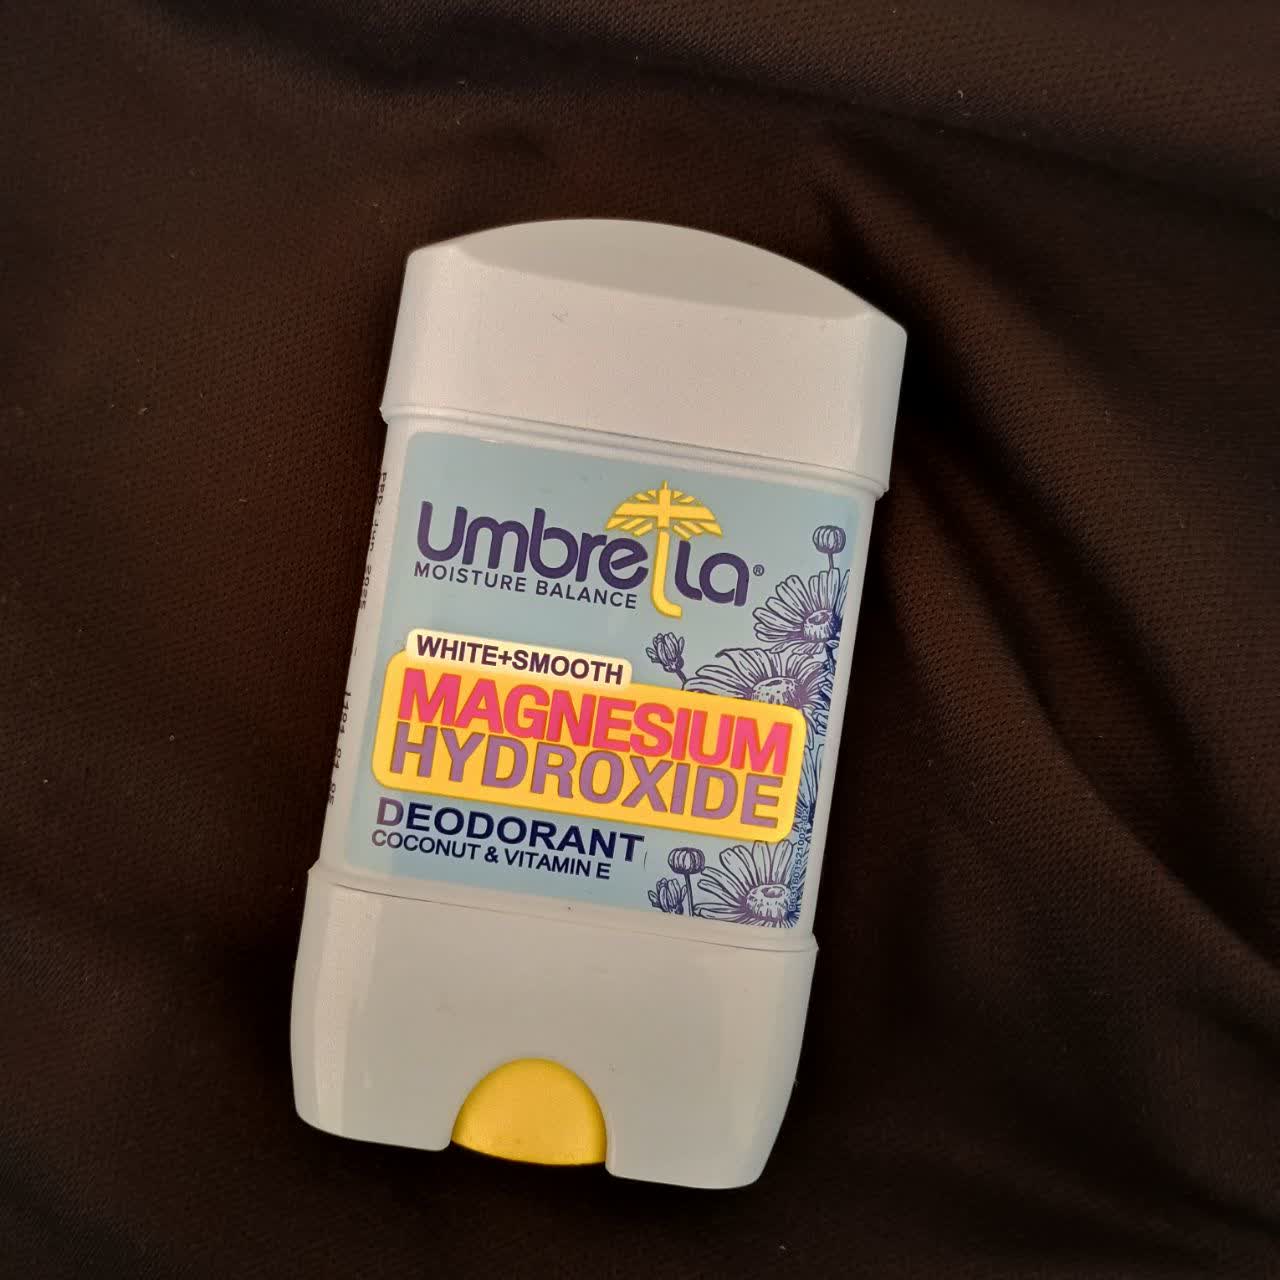 umbrella®
MOISTURE BALANCE
WHITE+SMOOTH
MAGNESIUM
HYDROXIDE
DEODORANT
COCONUT & VITAMIN E